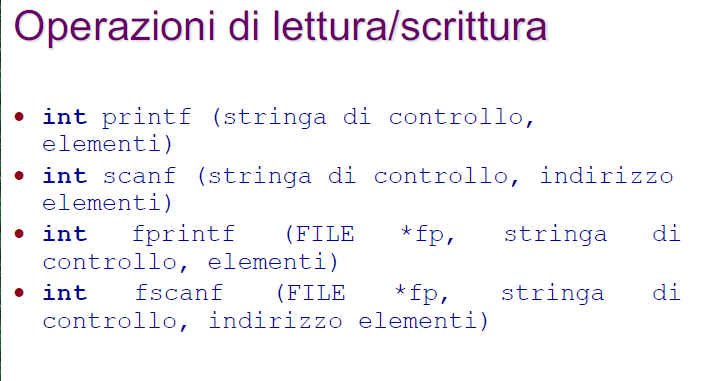 Operazioni di lettura/scrittura
• int printf (stringa di controllo,
elementi)
• int scanf (stringa di controllo, indirizzo
elementi)
• int fprintf (FILE *fp, stringa di
controllo, elementi)
• int fscanf (FILE *fp, stringa di
controllo, indirizzo elementi)